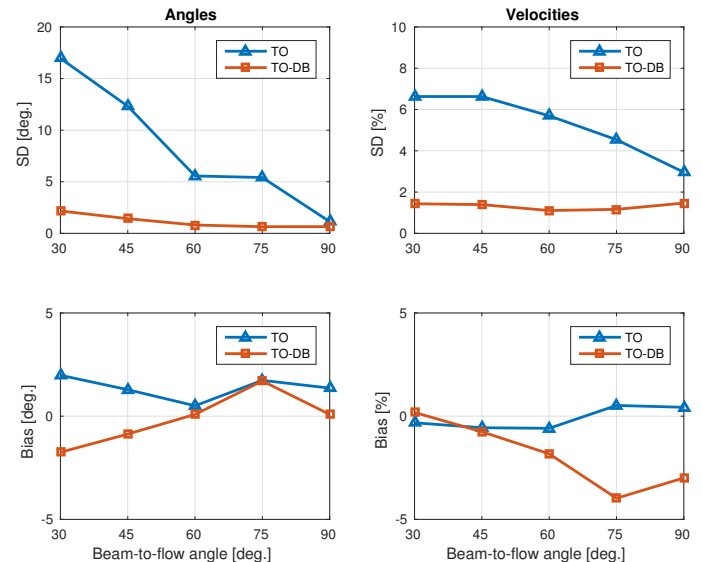 Angles
SD [deg.]
20
15
10
5
0
30 45 60 75 90
TO
TO-DB
Velocities
SD [%]
10
8
6
4
2
0
30 45 60 75 90
TO
TO-DB
Bias [deg.]
5
0
-5
30 45 60 75 90
Beam-to-flow angle [deg.]
TO
TO-DB
Bias [%]
5
0
-5
30 45 60 75 90
Beam-to-flow angle [deg.]
TO
TO-DB